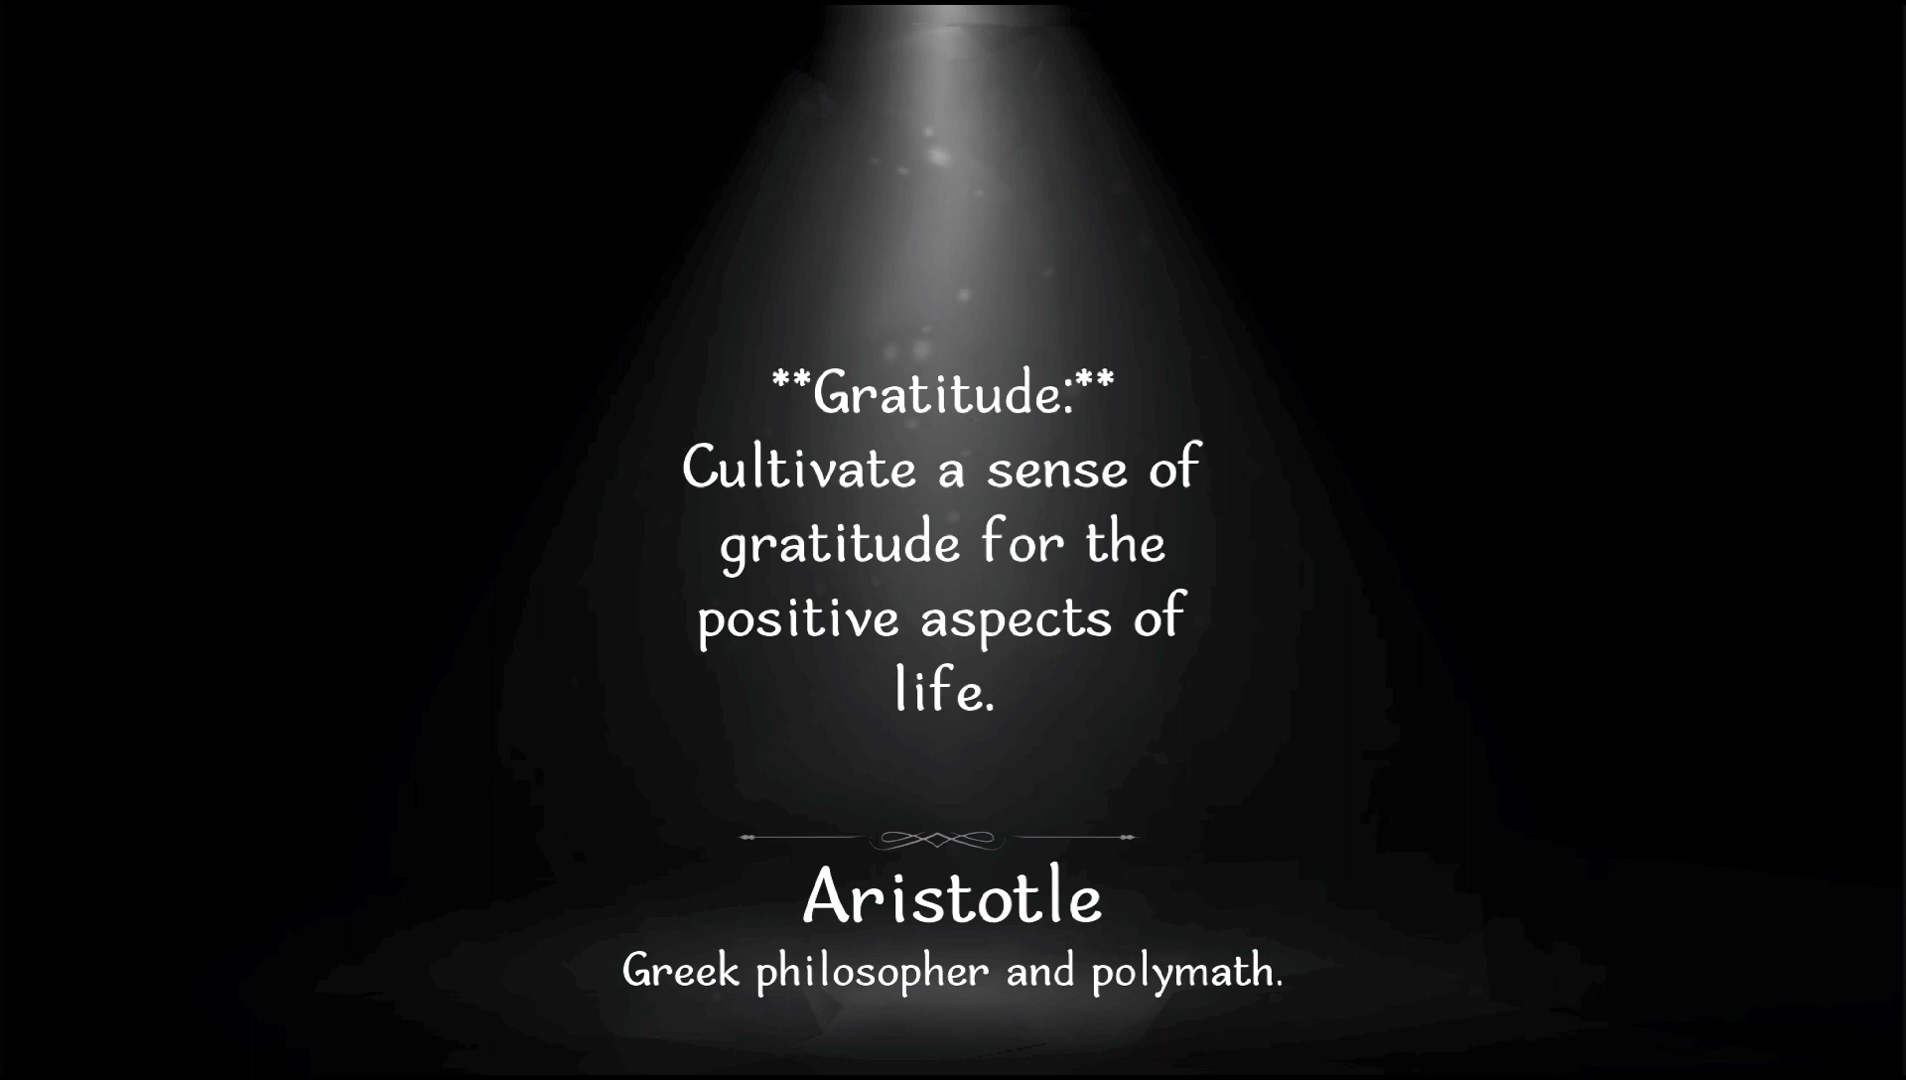 **Gratitude:**
Cultivate a sense of
gratitude for the
positive aspects of
life.
Aristotle
Greek philosopher and polymath.